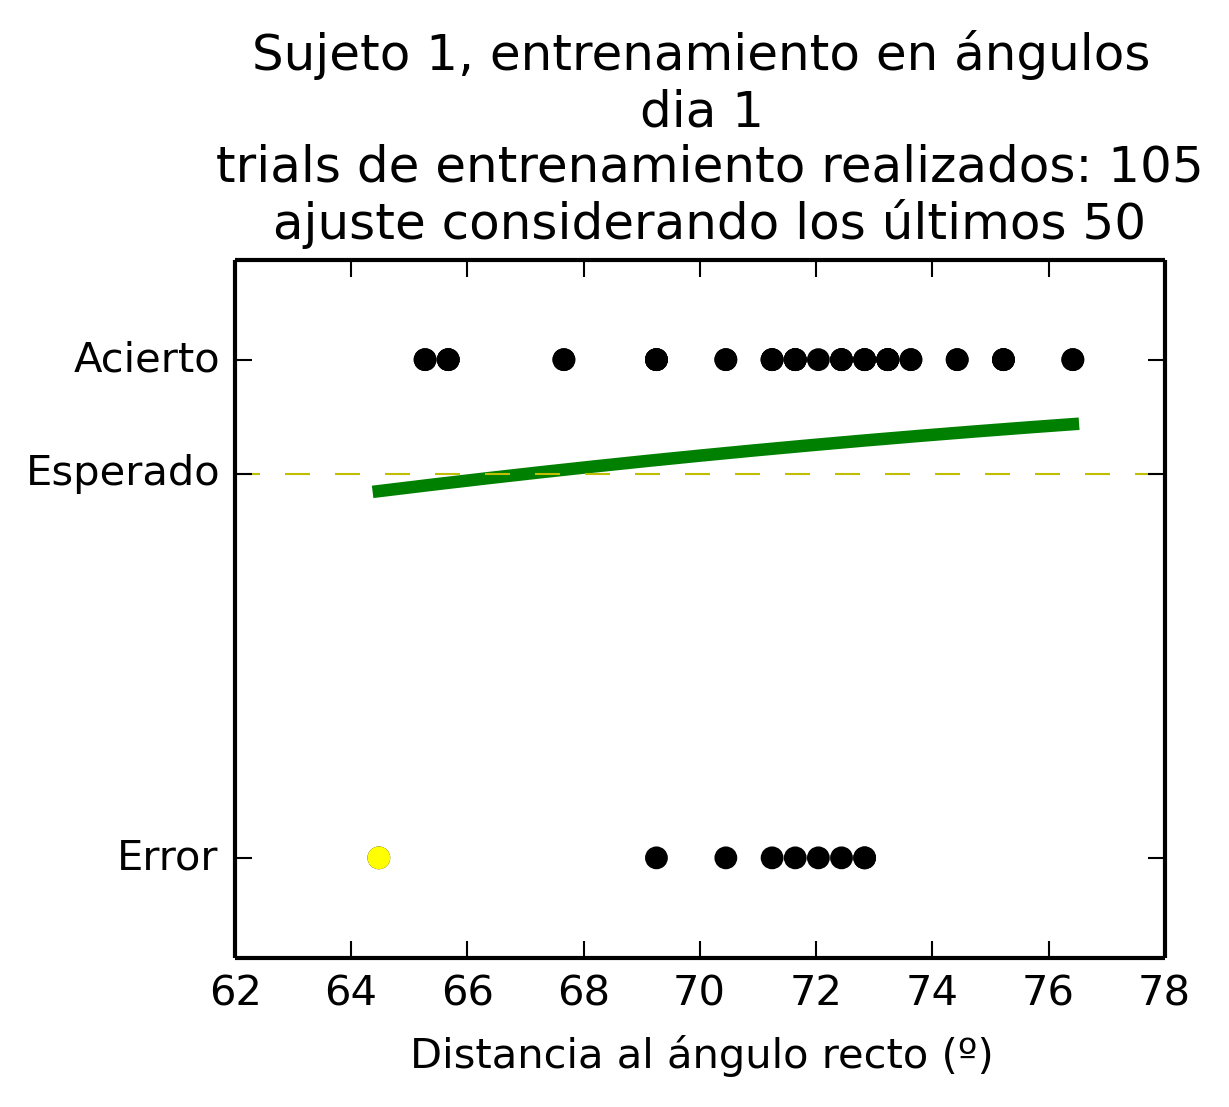 Sujeto 1, entrenamiento en ángulos
dia 1
trials de entrenamiento realizados: 105
ajuste considerando los últimos 50
Acierto
Esperado
Error
62 64 66 68 70 72 74 76 78
Distancia al ángulo recto (º)